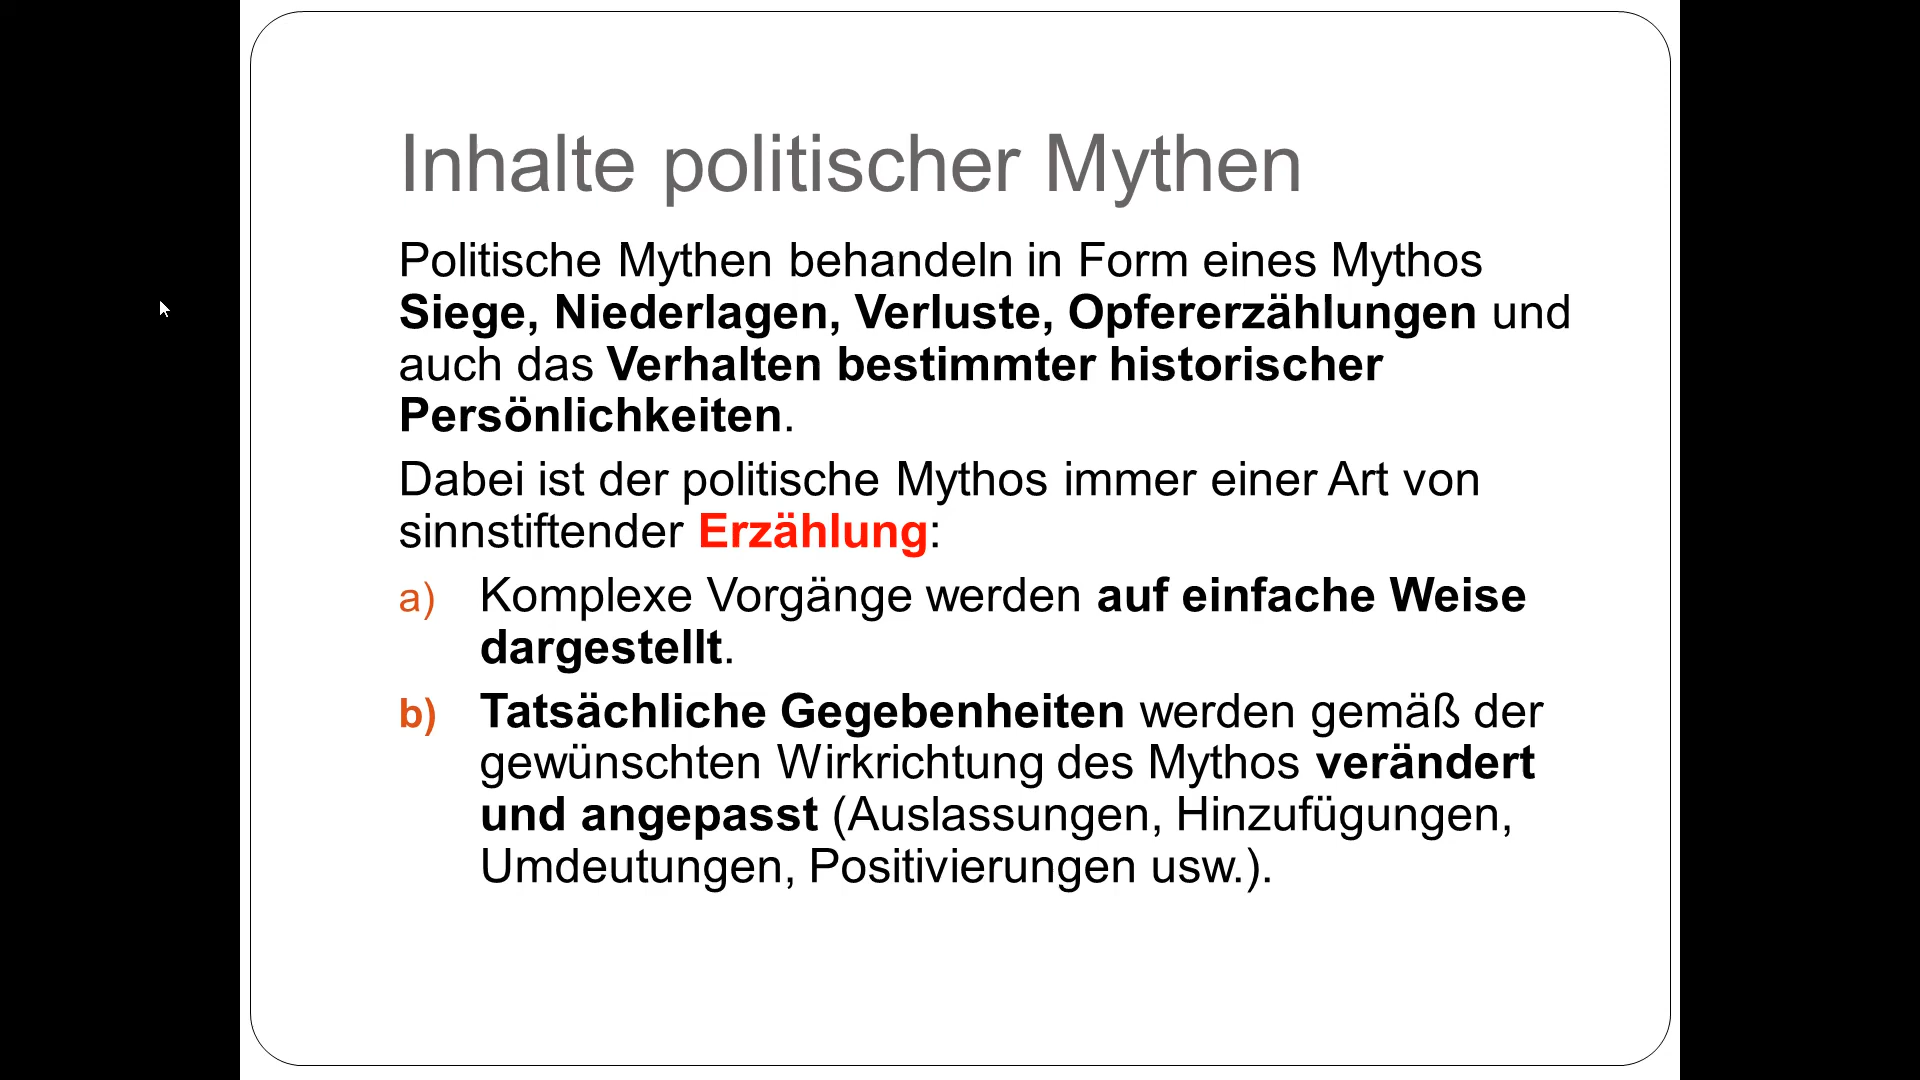 Inhalte politischer Mythen
Politische Mythen behandeln in Form eines Mythos
Siege, Niederlagen, Verluste, Opfererzählungen und
auch das Verhalten bestimmter historischer
Persönlichkeiten.
Dabei ist der politische Mythos immer einer Art von
sinnstiftender Erzählung:
a) Komplexe Vorgänge werden auf einfache Weise
dargestellt.
b) Tatsächliche Gegebenheiten werden gemäß der
gewünschten Wirkrichtung des Mythos verändert
und angepasst (Auslassungen, Hinzufügungen,
Umdeutungen, Positivierungen usw.).